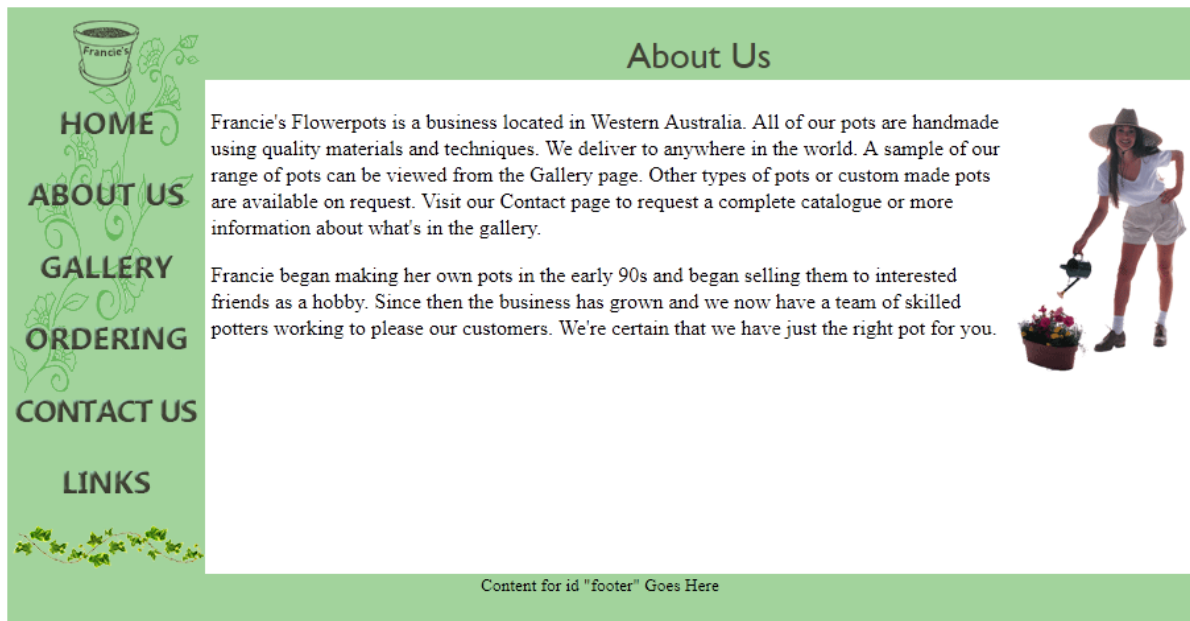 Francie's
About Us
HOME
ABOUT US
GALLERY
ORDERING
CONTACT US
LINKS
Francie's Flowerpots is a business located in Western Australia. All of our pots are handmade
using quality materials and techniques. We deliver to anywhere in the world. A sample of our
range of pots can be viewed from the Gallery page. Other types of pots or custom made pots
are available on request. Visit our Contact page to request a complete catalogue or more
information about what's in the gallery.
Francie began making her own pots in the early 90s and began selling them to interested
friends as a hobby. Since then the business has grown and we now have a team of skilled
potters working to please our customers. We're certain that we have just the right pot for you.
Content for id "footer" Goes Here